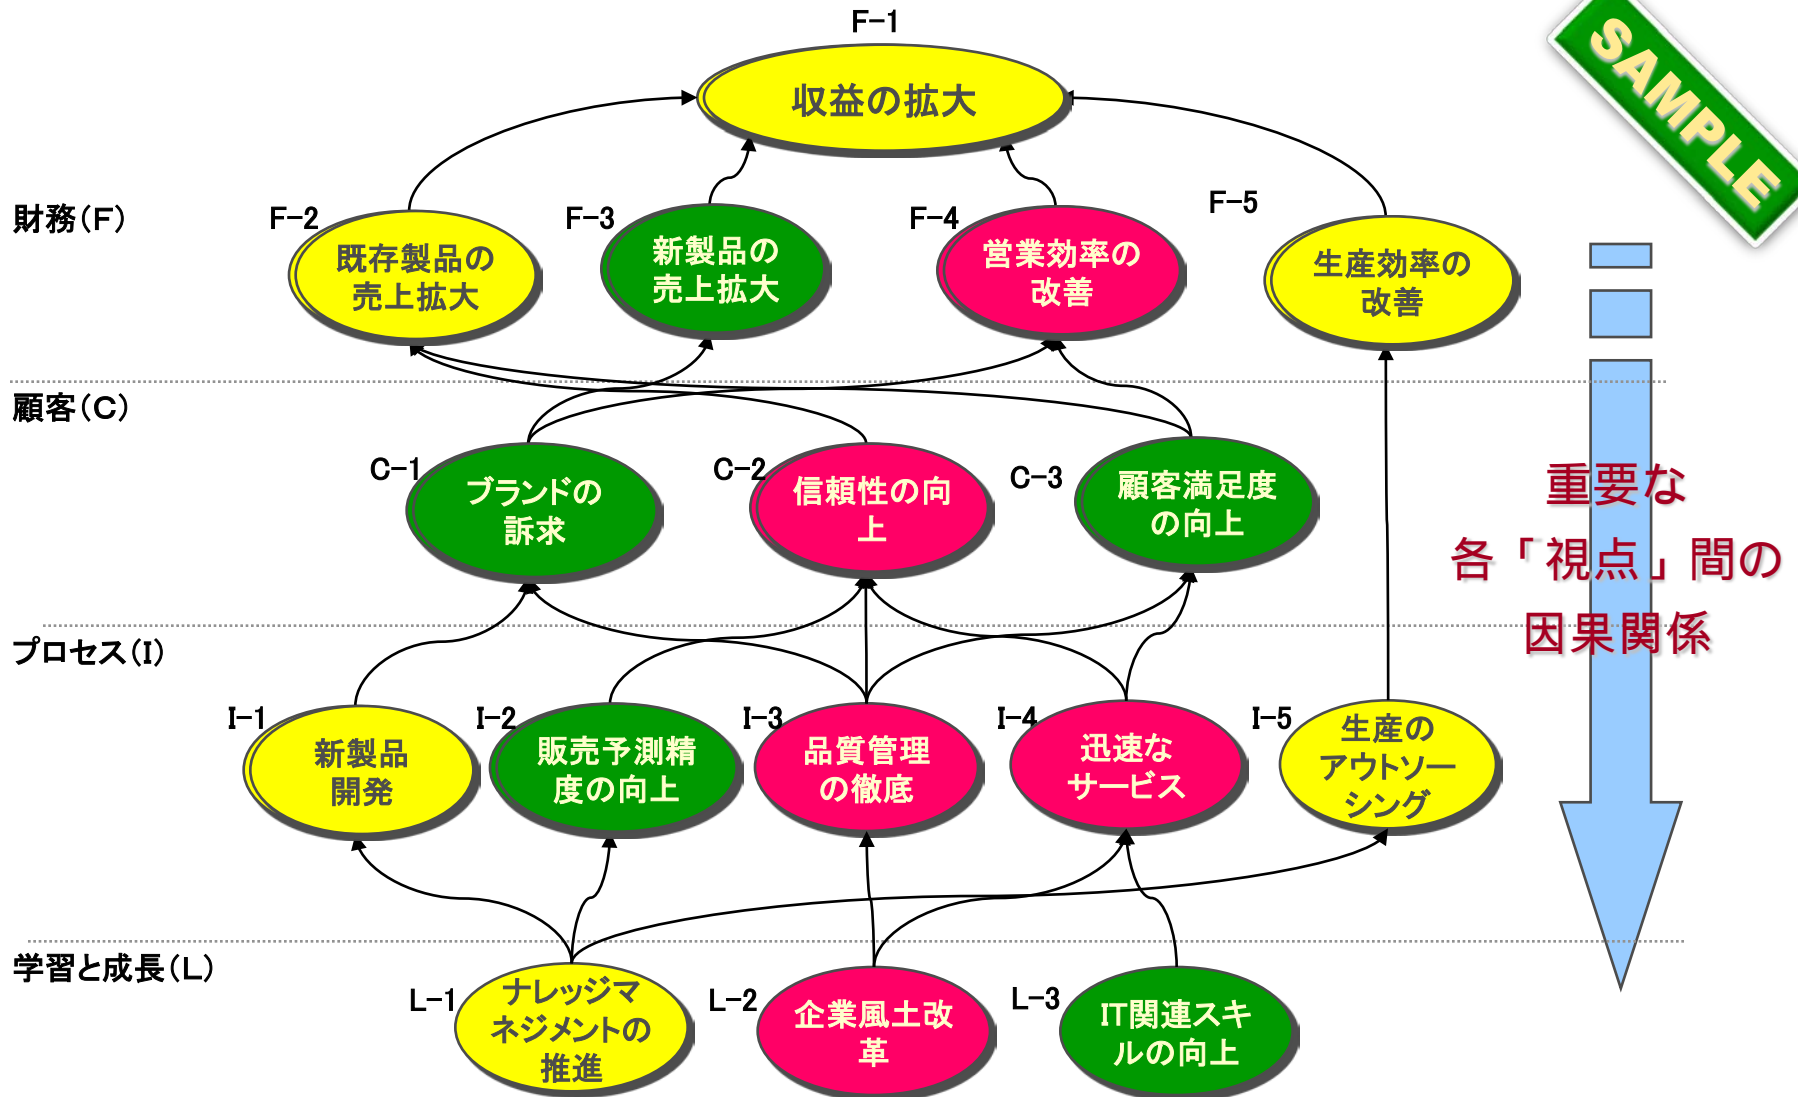 F-1
収益の拡大
SAMPLE
財務(F)
F-2
既存製品の
売上拡大
F-3
新製品の
売上拡大
F-4
営業効率の
改善
F-5
生産効率の
改善
顧客(C)
C-1
ブランドの
訴求
C-2
信頼性の向
上
C-3
顧客満足度
の向上
重要な
各「視点」間の
因果関係
プロセス(I)
I-1
新製品
開発
I-2
販売予測精
度の向上
I-3
品質管理
の徹底
I-4
迅速な
サービス
I-5
生産の
アウトソー
シング
学習と成長(L)
L-1
ナレッジマ
ネジメントの
推進
L-2
企業風土改
革
L-3
IT関連スキ
ルの向上